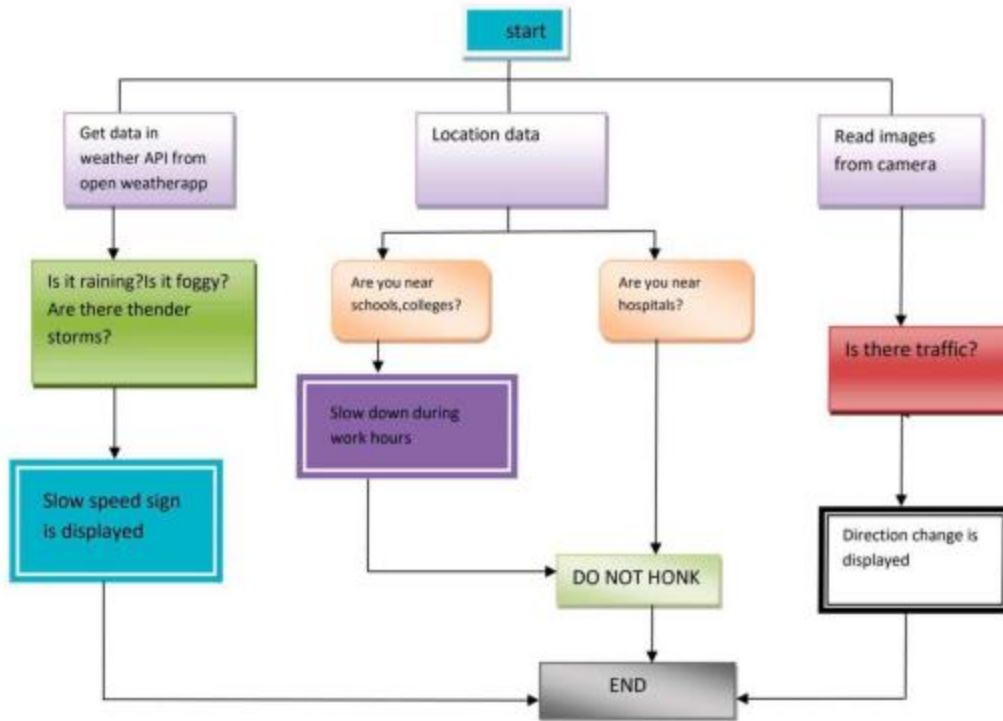 start
Get data in
weather API from
open weatherapp
Location data
Read images
from camera
Is it raining?Is it foggy?
Are there thender
storms?
Are you near
schools,colleges?
Are you near
hospitals?
Is there traffic?
Slow down during
work hours
Slow speed sign
is displayed
Direction change is
displayed
DO NOT HONK
END